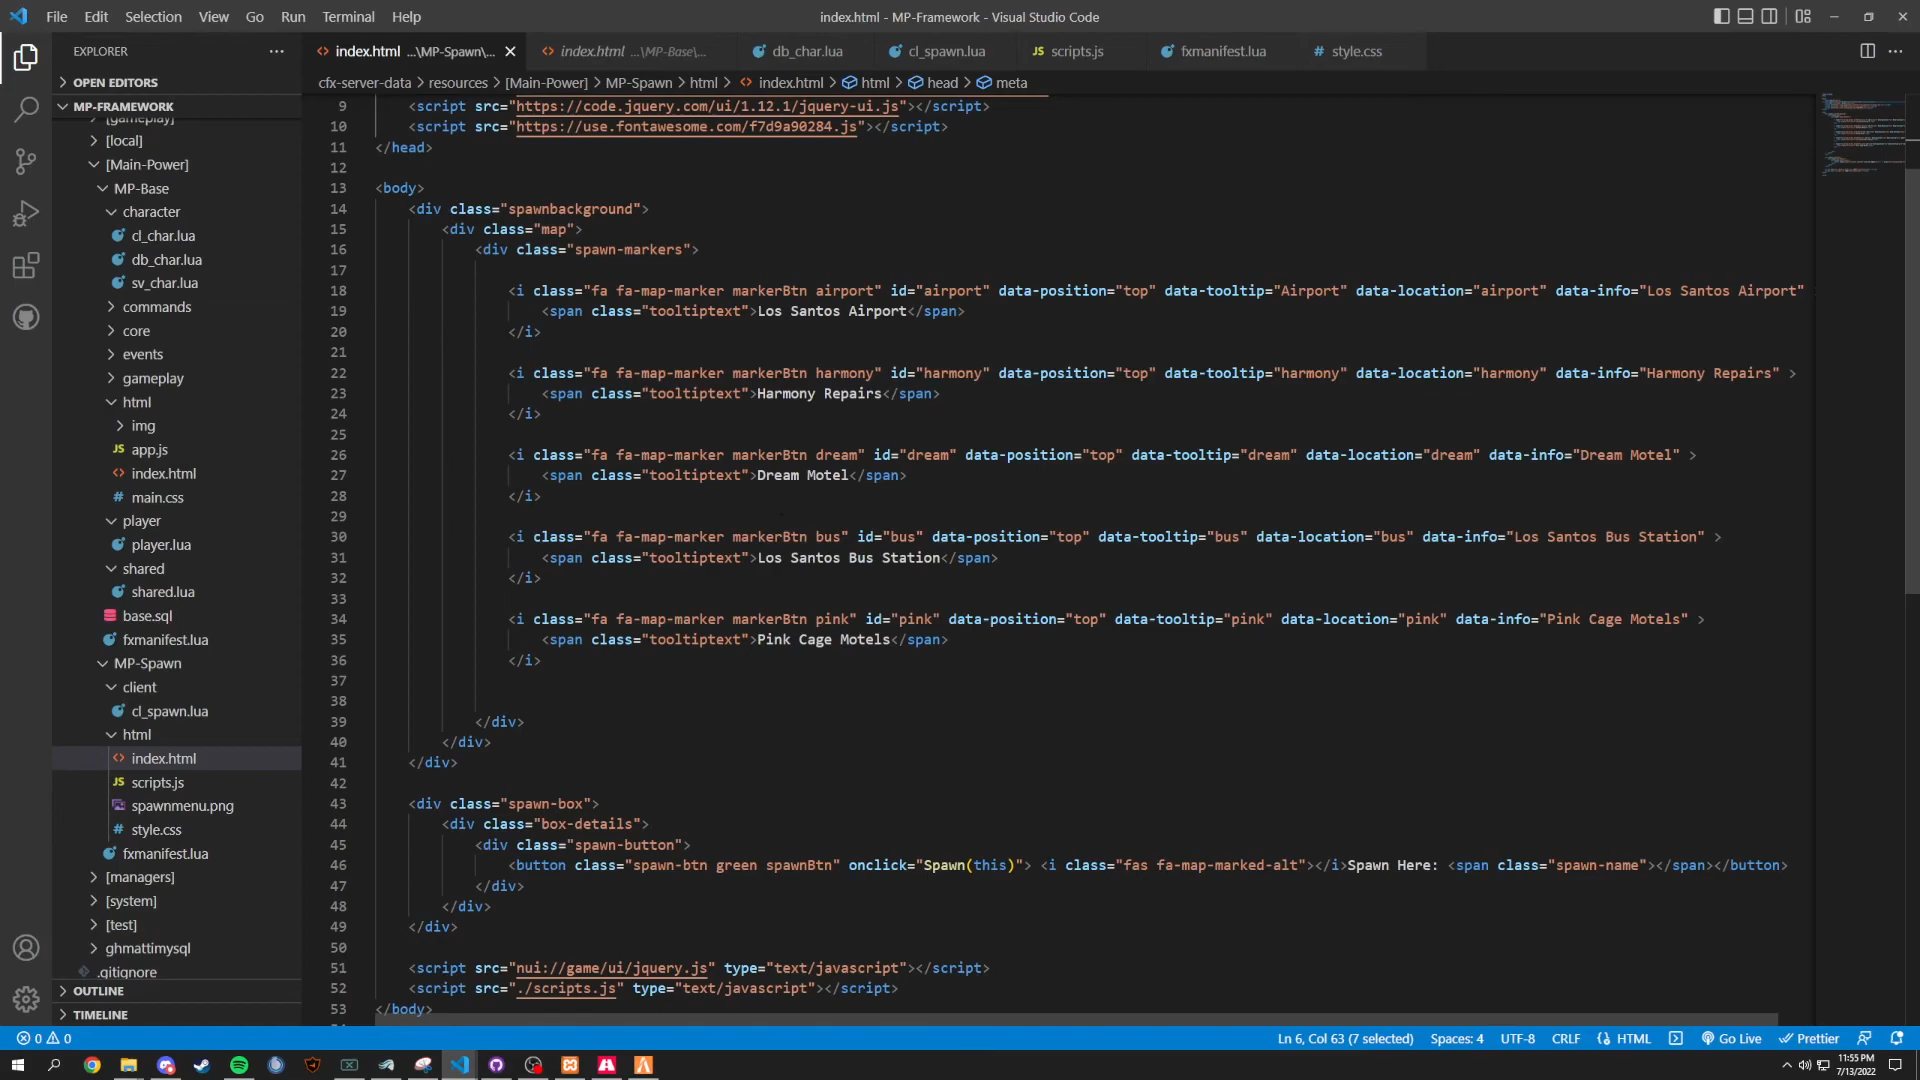 File Edit Selection View Go Run Terminal Help
index.html - MP-Framework - Visual Studio Code
EXPLORER
index.html ...\MP-Spawn\... index.html ...\MP-Base\... db_char.lua cl_spawn.lua JS scripts.js fxmanifest.lua # style.css
OPEN EDITORS
cfx-server-data > resources > [Main-Power] > MP-Spawn > html > index.html > html > head > meta
MP-FRAMEWORK
[gameplay]
[local]
[Main-Power]
MP-Base
character
cl_char.lua
db_char.lua
sv_char.lua
commands
core
events
gameplay
html
img
JS app.js
index.html
# main.css
player
player.lua
shared
shared.lua
base.sql
fxmanifest.lua
MP-Spawn
client
cl_spawn.lua
html
index.html
JS scripts.js
spawnmenu.png
# style.css
fxmanifest.lua
[managers]
[system]
[test]
ghmattimysql
.gitignore
OUTLINE
TIMELINE
9 <script src="https://code.jquery.com/ui/1.12.1/jquery-ui.js"></script>
10 <script src="https://use.fontawesome.com/f7d9a90284.js"></script>
11 </head>
12
13 <body>
14 <div class="spawnbackground">
15 <div class="map">
16 <div class="spawn-markers">
17
18 <i class="fa fa-map-marker markerBtn airport" id="airport" data-position="top" data-tooltip="Airport" data-location="airport" data-info="Los Santos Airport"
19 <span class="tooltiptext">Los Santos Airport</span>
20 </i>
21
22 <i class="fa fa-map-marker markerBtn harmony" id="harmony" data-position="top" data-tooltip="harmony" data-location="harmony" data-info="Harmony Repairs" >
23 <span class="tooltiptext">Harmony Repairs</span>
24 </i>
25
26 <i class="fa fa-map-marker markerBtn dream" id="dream" data-position="top" data-tooltip="dream" data-location="dream" data-info="Dream Motel" >
27 <span class="tooltiptext">Dream Motel</span>
28 </i>
29
30 <i class="fa fa-map-marker markerBtn bus" id="bus" data-position="top" data-tooltip="bus" data-location="bus" data-info="Los Santos Bus Station" >
31 <span class="tooltiptext">Los Santos Bus Station</span>
32 </i>
33
34 <i class="fa fa-map-marker markerBtn pink" id="pink" data-position="top" data-tooltip="pink" data-location="pink" data-info="Pink Cage Motels" >
35 <span class="tooltiptext">Pink Cage Motels</span>
36 </i>
37
38
39 </div>
40 </div>
41 </div>
42
43 <div class="spawn-box">
44 <div class="box-details">
45 <div class="spawn-button">
46 <button class="spawn-btn green spawnBtn" onclick="Spawn(this)"> <i class="fas fa-map-marked-alt"></i>Spawn Here: <span class="spawn-name"></span></button>
47 </div>
48 </div>
49 </div>
50
51 <script src="nui://game/ui/jquery.js" type="text/javascript"></script>
52 <script src="./scripts.js" type="text/javascript"></script>
53 </body>
0 0
Ln 6, Col 63 (7 selected) Spaces: 4 UTF-8 CRLF HTML Go Live Prettier
11:55 PM
7/13/2022